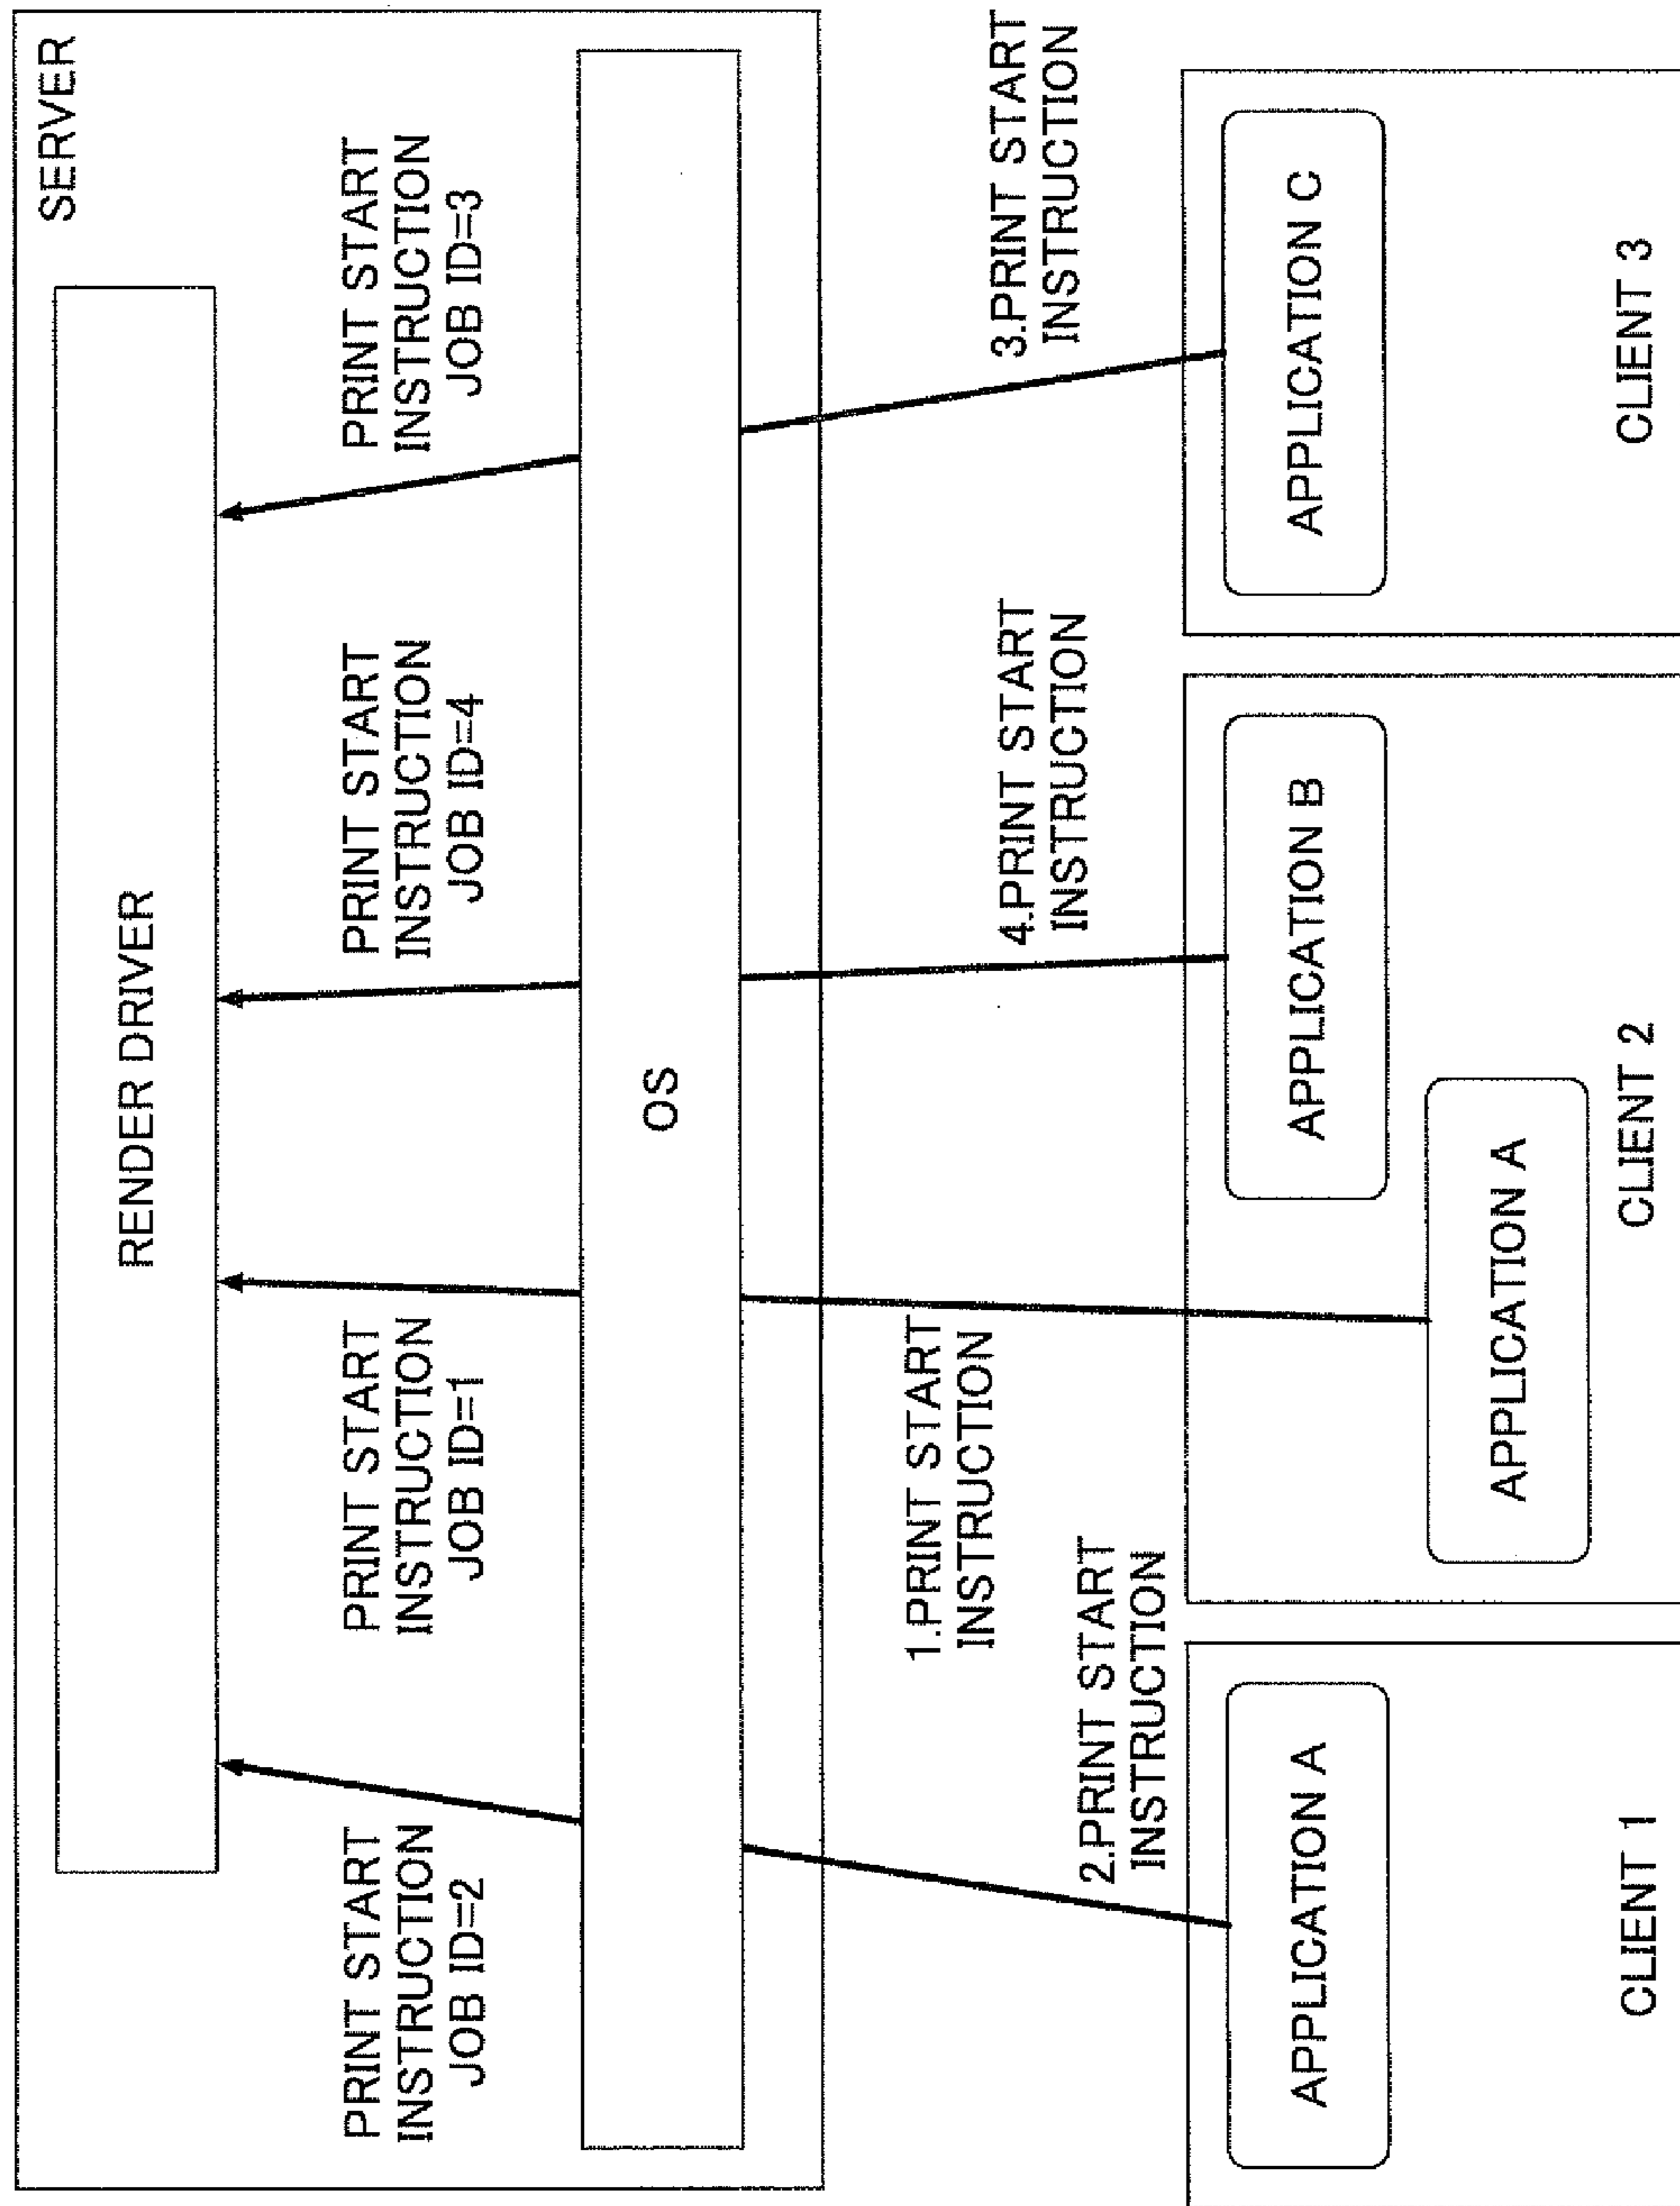 SERVER
RENDER DRIVER
PRINT START
INSTRUCTION
JOB ID=2
PRINT START
INSTRUCTION
JOB ID=1
PRINT START
INSTRUCTION
JOB ID=4
PRINT START
INSTRUCTION
JOB ID=3
OS
2.PRINT START
INSTRUCTION
1.PRINT START
INSTRUCTION
4.PRINT START
INSTRUCTION
3.PRINT START
INSTRUCTION
APPLICATION A
CLIENT 1
APPLICATION A
APPLICATION B
CLIENT 2
APPLICATION C
CLIENT 3